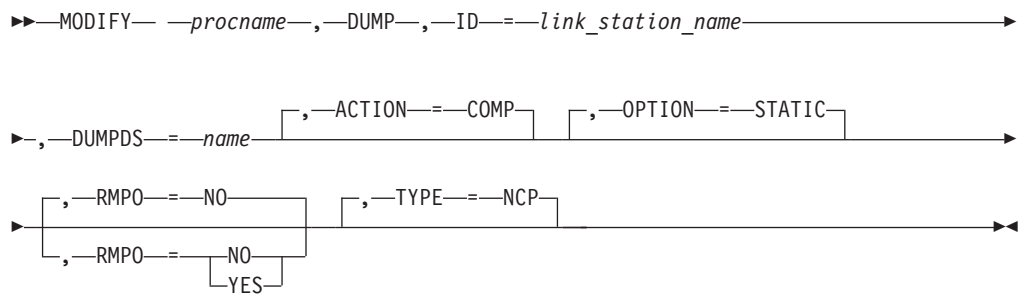 MODIFY procname ,DUMP ,ID = link_station_name
,ACTION = COMP ,OPTION = STATIC
,DUMPDS = name
,RMPO = NO ,TYPE = NCP
,RMPO = NO
YES